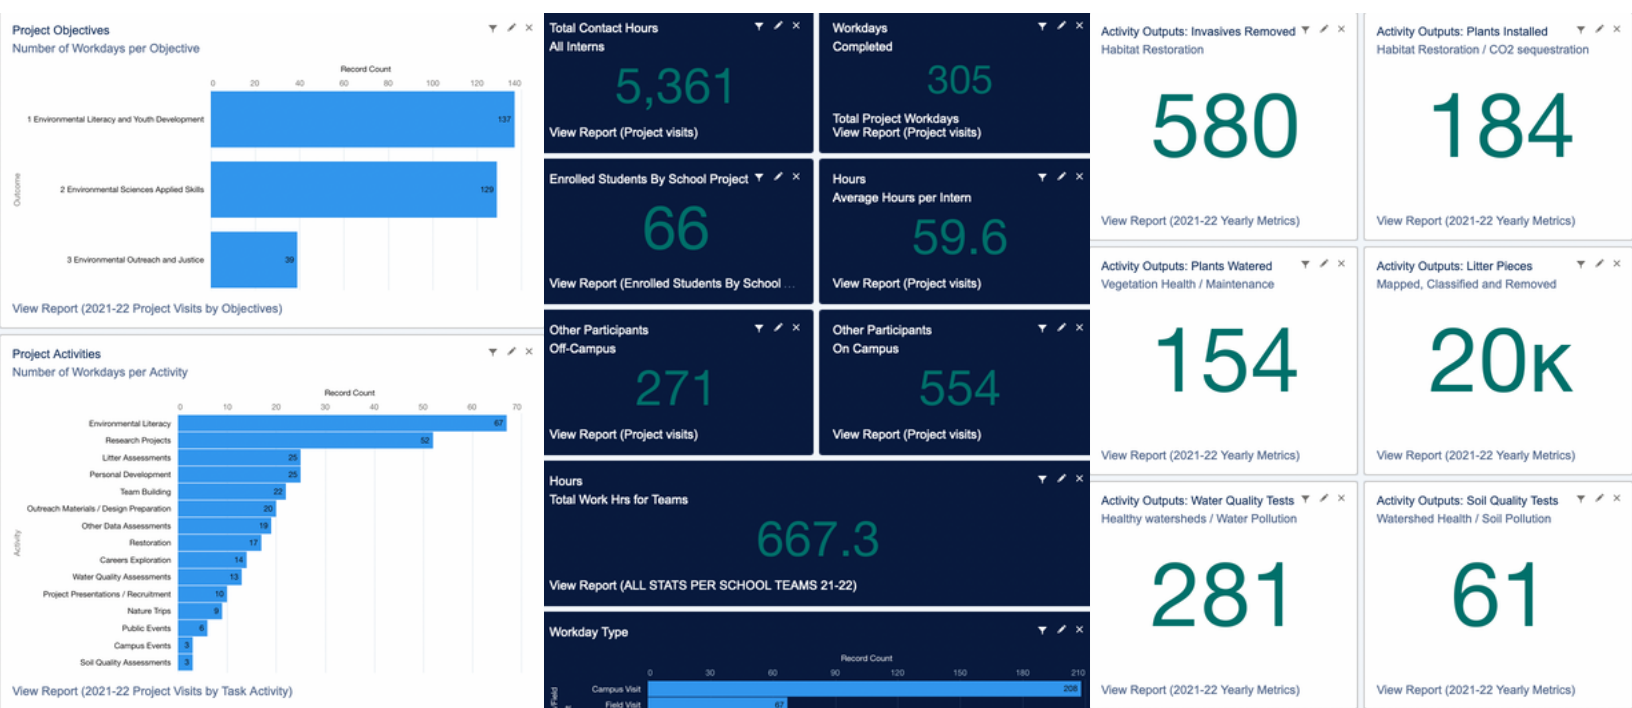 Project Objectives
Number of Workdays per Objective
Record Count
0 20 40 60 80 100 120 140
Outcome
1 Environmental Literacy and Youth Development 137
2 Environmental Sciences Applied Skills 129
3 Environmental Outreach and Justice 39
View Report (2021-22 Project Visits by Objectives)
Project Activities
Number of Workdays per Activity
Record Count
0 10 20 30 40 50 60 70
Activity
Environmental Literacy 67
Research Projects 52
Litter Assessments 25
Personal Development 25
Team Building 22
Outreach Materials / Design Preparation 20
Other Data Assessments 19
Restoration 17
Careers Exploration 14
Water Quality Assessments 13
Project Presentations / Recruitment 10
Nature Trips 9
Public Events 6
Campus Events 3
Soil Quality Assessments 3
View Report (2021-22 Project Visits by Task Activity)
Total Contact Hours
All Interns
5,361
View Report (Project visits)
Workdays
Completed
305
Total Project Workdays
View Report (Project visits)
Enrolled Students By School Project
66
View Report (Enrolled Students By School ...
Hours
Average Hours per Intern
59.6
View Report (Project visits)
Other Participants
Off-Campus
271
View Report (Project visits)
Other Participants
On Campus
554
View Report (Project visits)
Hours
Total Work Hrs for Teams
667.3
View Report (ALL STATS PER SCHOOL TEAMS 21-22)
Workday Type
Record Count
0 30 60 90 120 150 180 210
Campus Visit 208
Field Visit 67
Activity Outputs: Invasives Removed
Habitat Restoration
580
View Report (2021-22 Yearly Metrics)
Activity Outputs: Plants Installed
Habitat Restoration / CO2 sequestration
184
View Report (2021-22 Yearly Metrics)
Activity Outputs: Plants Watered
Vegetation Health / Maintenance
154
View Report (2021-22 Yearly Metrics)
Activity Outputs: Litter Pieces
Mapped, Classified and Removed
20K
View Report (2021-22 Yearly Metrics)
Activity Outputs: Water Quality Tests
Healthy watersheds / Water Pollution
281
View Report (2021-22 Yearly Metrics)
Activity Outputs: Soil Quality Tests
Watershed Health / Soil Pollution
61
View Report (2021-22 Yearly Metrics)